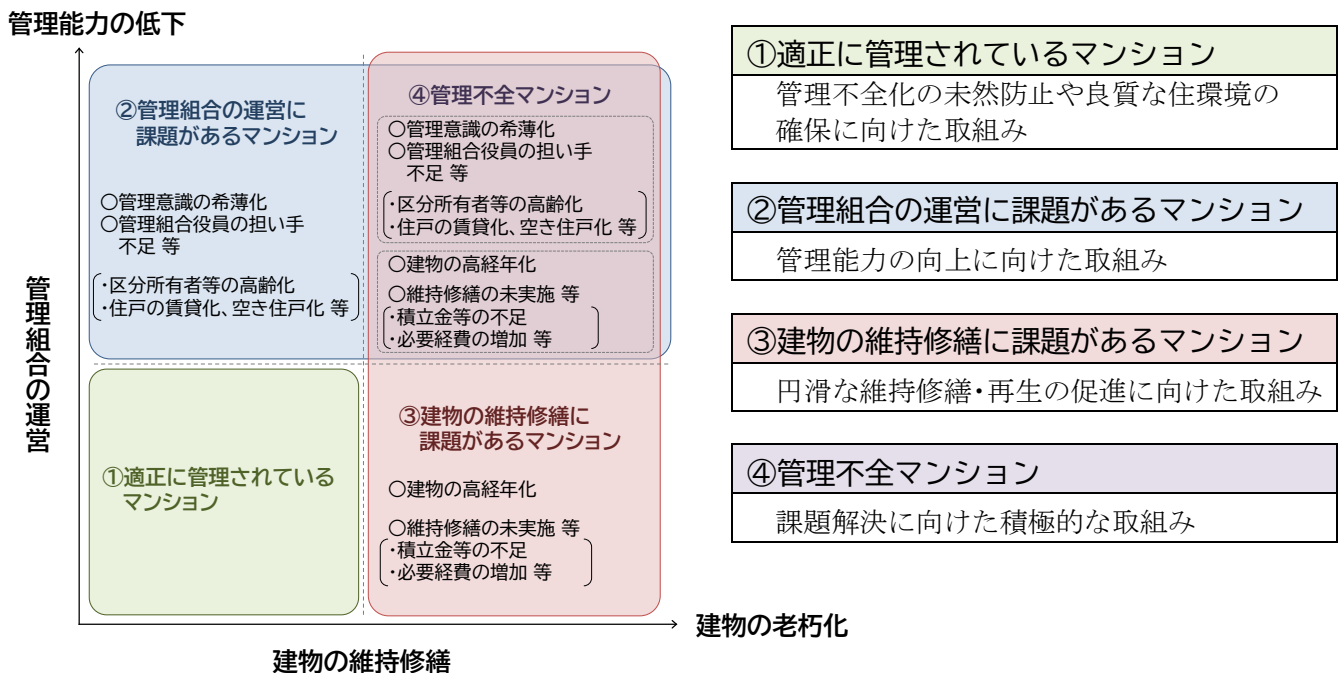 管理能力の低下
②管理組合の運営に
課題があるマンション
〇管理意識の希薄化
〇管理組合役員の担い手
不足 等
・区分所有者等の高齢化
・住戸の賃貸化、空き住戸化 等
④管理不全マンション
〇管理意識の希薄化
〇管理組合役員の担い手
不足 等
・区分所有者等の高齢化
・住戸の賃貸化、空き住戸化 等
〇建物の高経年化
〇維持修繕の未実施 等
・積立金等の不足
・必要経費の増加 等
管理組合の運営
①適正に管理されている
マンション
③建物の維持修繕に
課題があるマンション
〇建物の高経年化
〇維持修繕の未実施 等
・積立金等の不足
・必要経費の増加 等
建物の老朽化
建物の維持修繕
①適正に管理されているマンション
管理不全化の未然防止や良質な住環境の
確保に向けた取組み
②管理組合の運営に課題があるマンション
管理能力の向上に向けた取組み
③建物の維持修繕に課題があるマンション
円滑な維持修繕・再生の促進に向けた取組み
④管理不全マンション
課題解決に向けた積極的な取組み